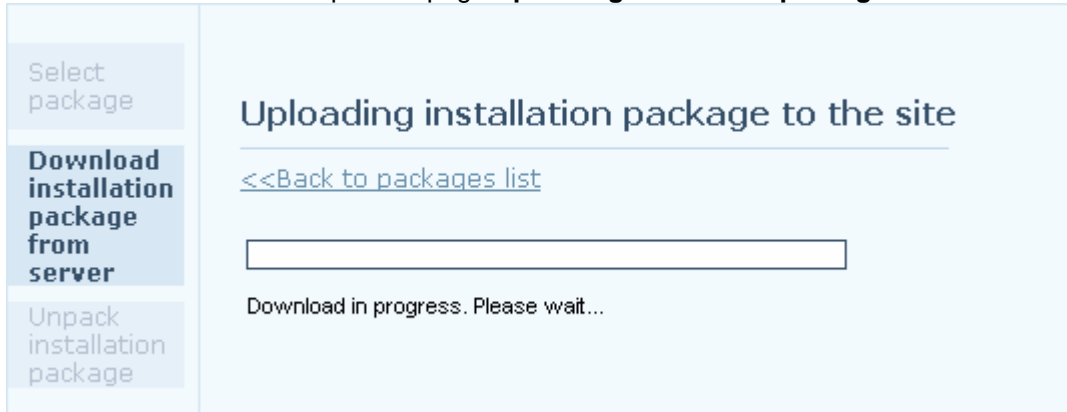 Select
package
Download
installation
package
from
server
Unpack
installation
package
Uploading installation package to the site
<<Back to packages list
Download in progress. Please wait...